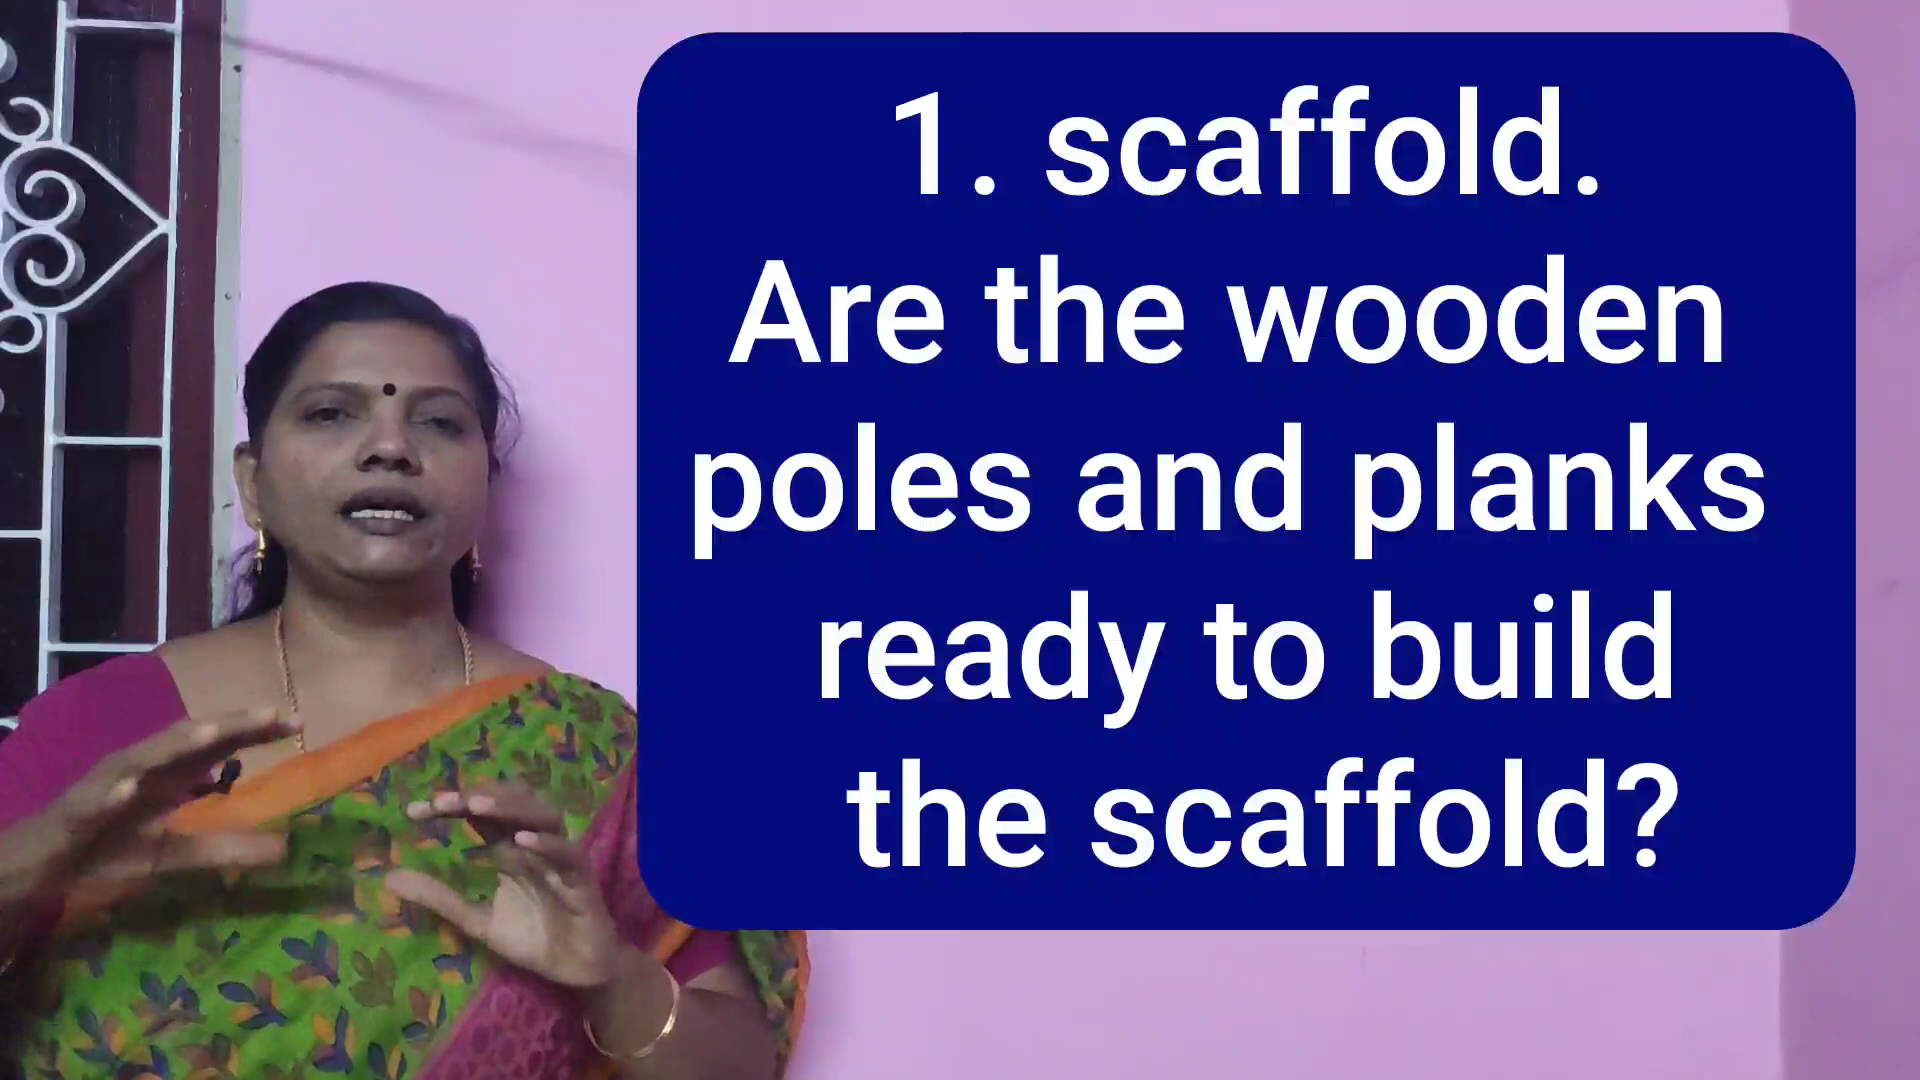 1. scaffold.
Are the wooden
poles and planks
ready to build
the scaffold?